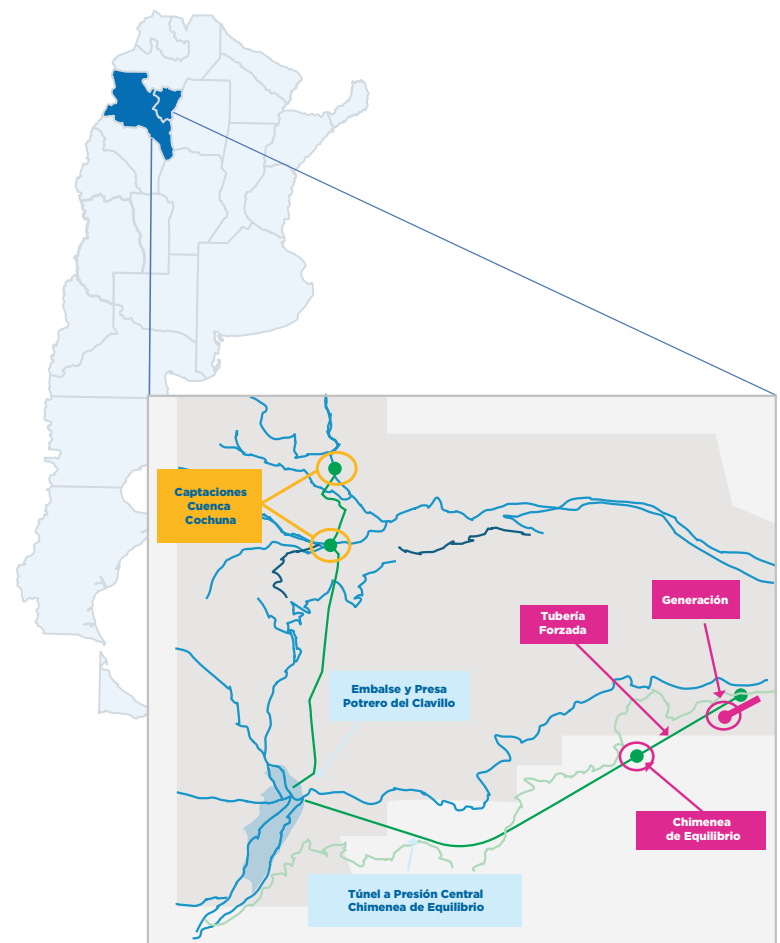 Captaciones
Cuenca
Cochuna
Generación
Tubería
Forzada
Embalse y Presa
Potrero del Clavillo
Chimenea
de Equilibrio
Túnel a Presión Central
Chimenea de Equilibrio